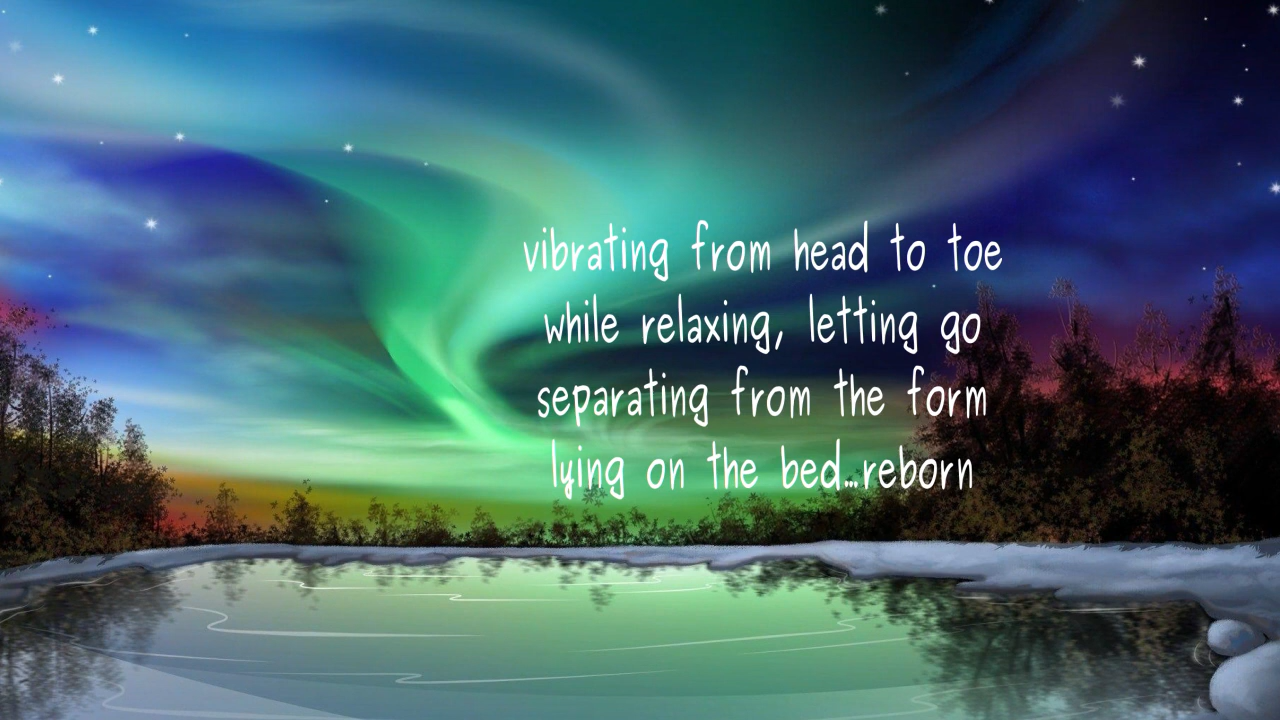 vibrating from head to toe
while relaxing, letting go
separating from the form
lying on the bed...reborn